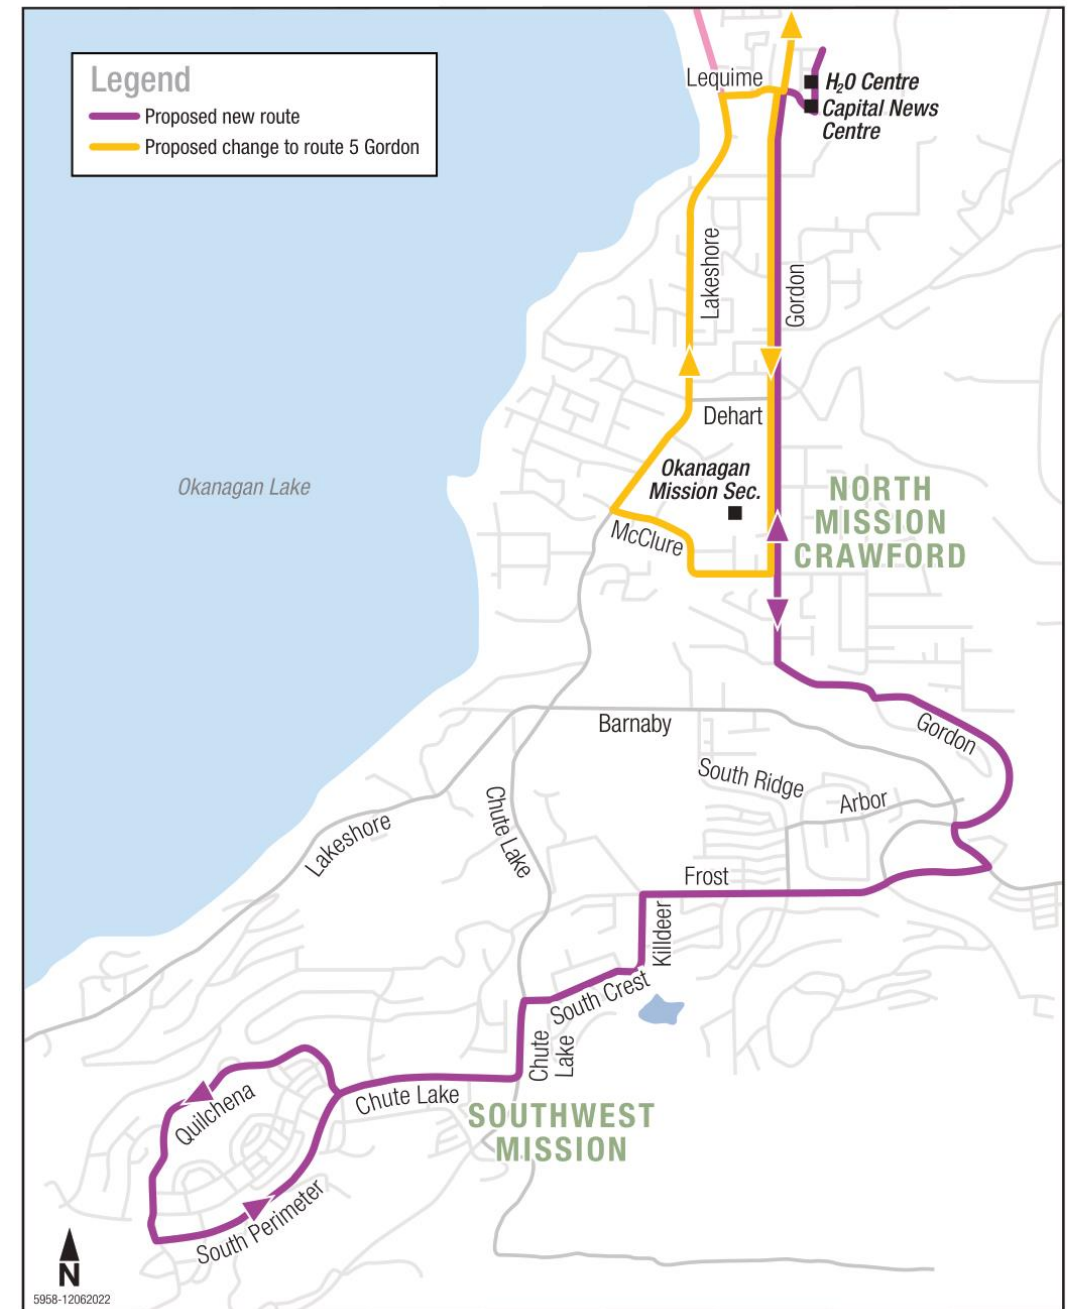 Legend
Proposed new route
Proposed change to route 5 Gordon
Lequime
H₂O Centre
Capital News
Centre
Lakeshore
Gordon
Dehart
Okanagan Lake
Okanagan
Mission Sec.
NORTH
MISSION
CRAWFORD
McClure
Gordon
Barnaby
South Ridge
Arbor
Lakeshore
Chute Lake
Frost
Killdeer
South Crest
Chute
Lake
Chute Lake
Quilchena
SOUTHWEST
MISSION
South Perimeter
N
5958-12062022